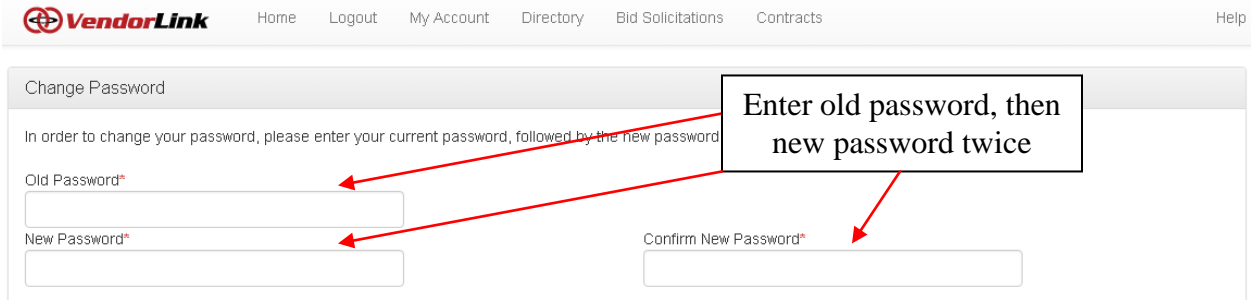 VendorLink Home Logout My Account Directory Bid Solicitations Contracts Help
Change Password
Enter old password, then
new password twice
In order to change your password, please enter your current password, followed by the new password
Old Password*
New Password* Confirm New Password*